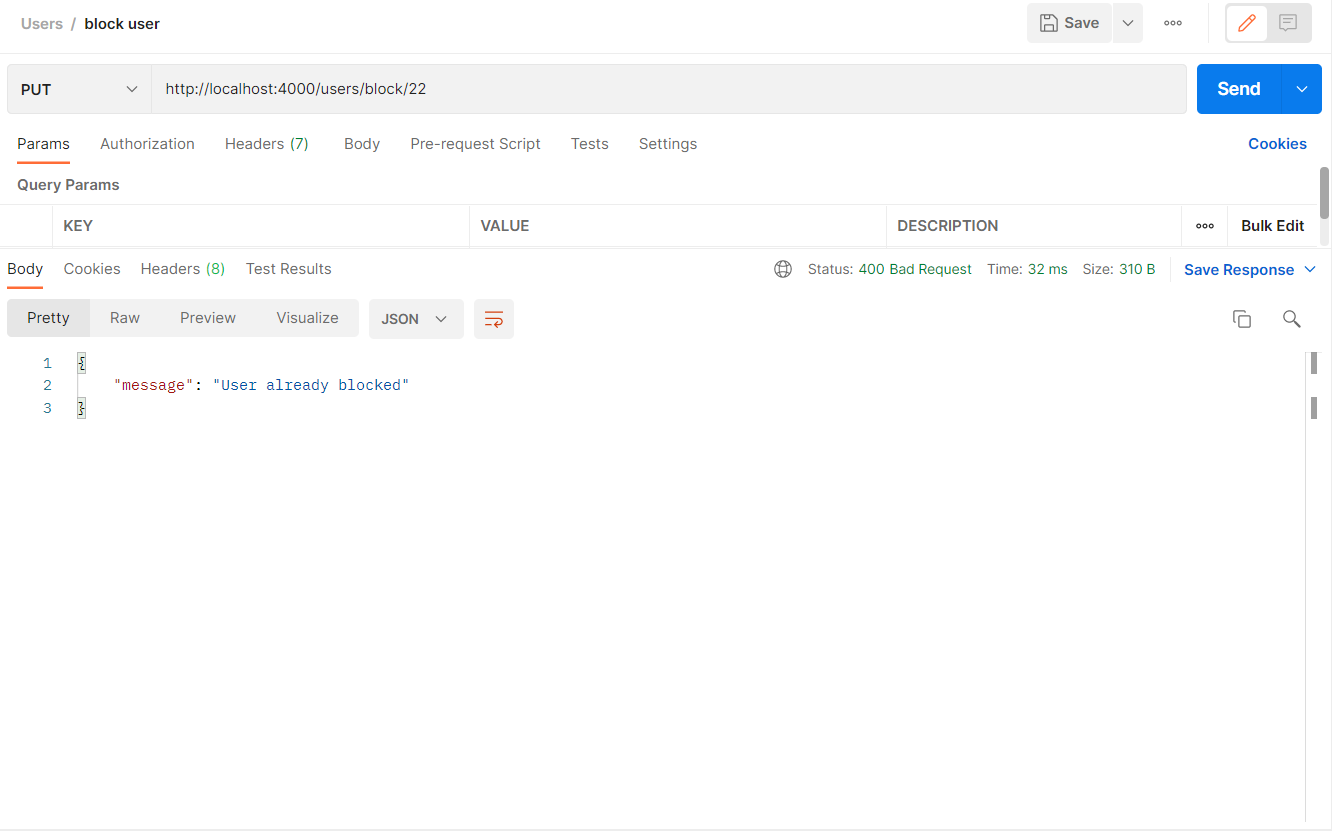 Users / block user
Save
PUT
http://localhost:4000/users/block/22
Send
Params Authorization Headers (7) Body Pre-request Script Tests Settings Cookies
Query Params
KEY VALUE DESCRIPTION Bulk Edit
Body Cookies Headers (8) Test Results Status: 400 Bad Request Time: 32 ms Size: 310 B Save Response
Pretty Raw Preview Visualize JSON
1 {
2 "message": "User already blocked"
3 }